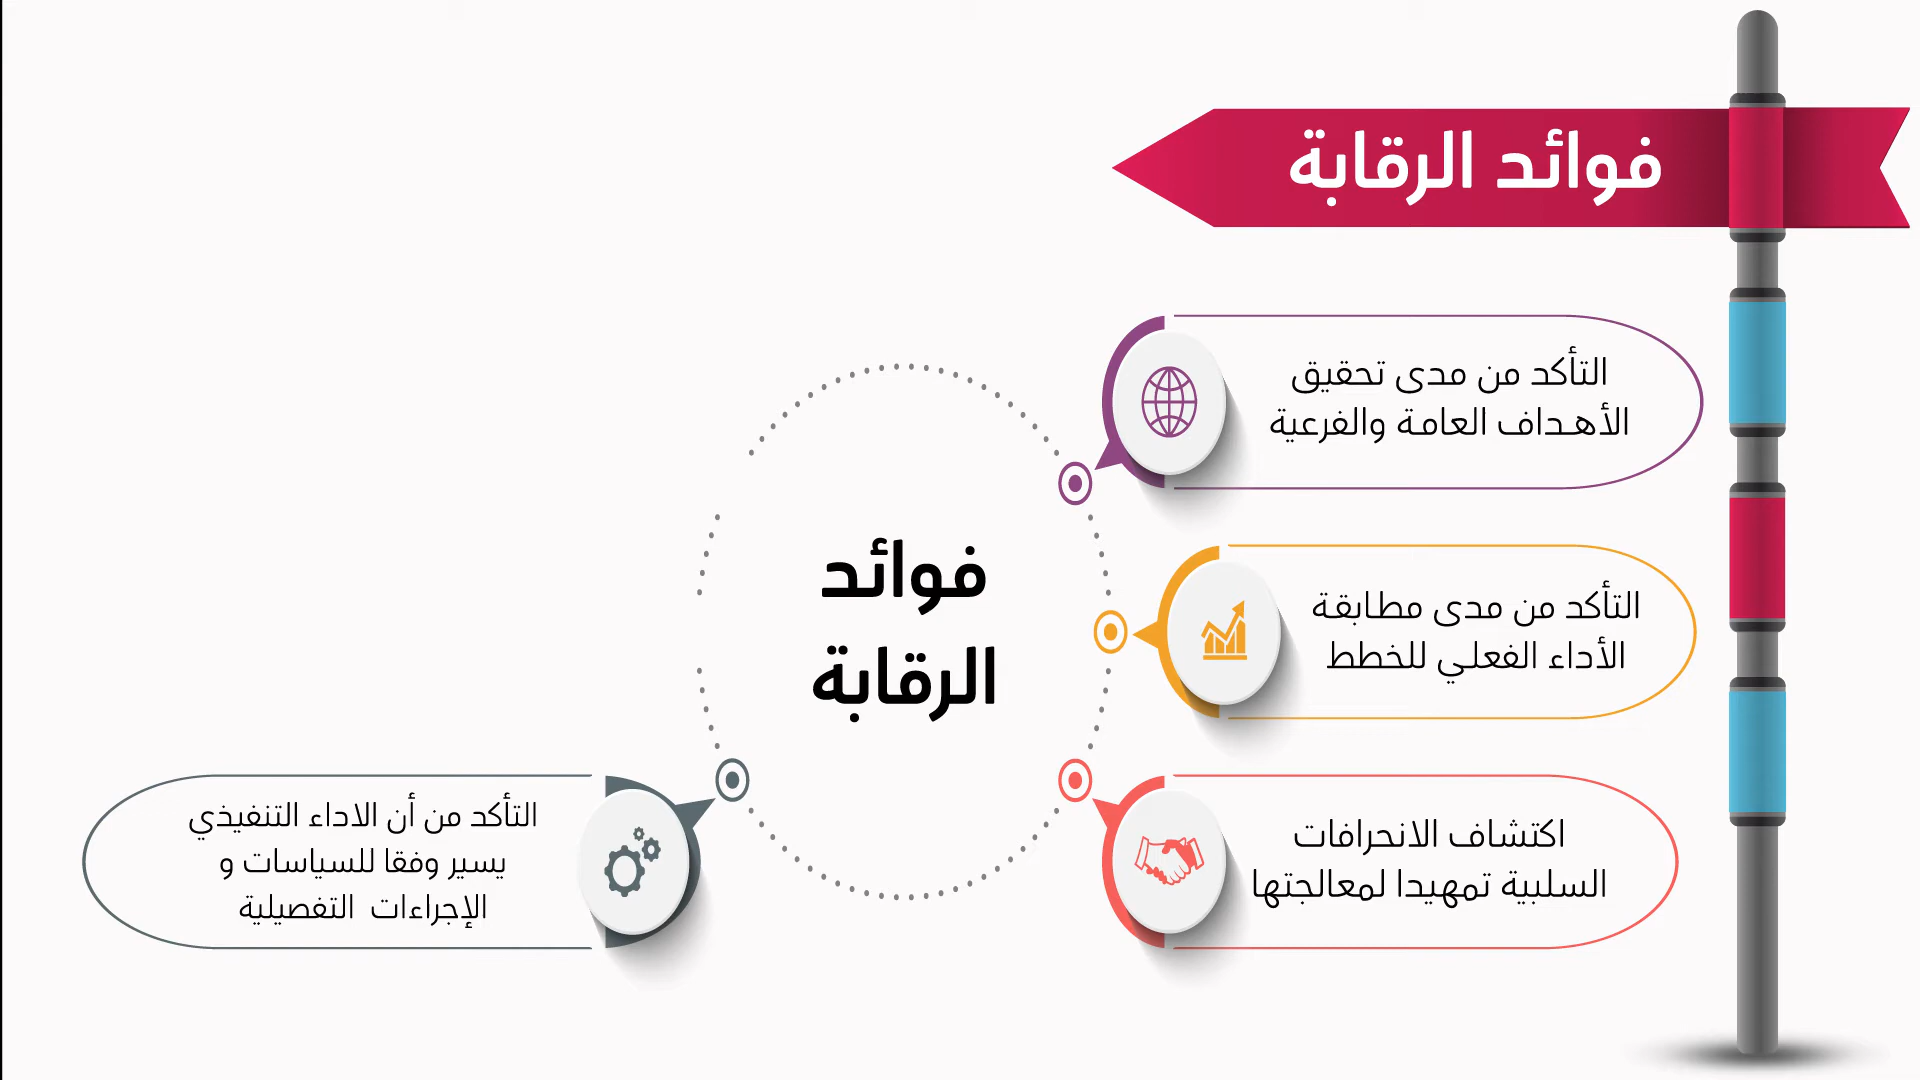 فوائد الرقابة
التأكد من مدى تحقيق
الأهداف العامة والفرعية
التأكد من مدى مطابقة
الأداء الفعلي للخطط
اكتشاف الانحرافات
السلبية تمهيدا لمعالجتها
التأكد من أن الاداء التنفيذي
يسير وفقا للسياسات و
الإجراءات التفصيلية
فوائد
الرقابة